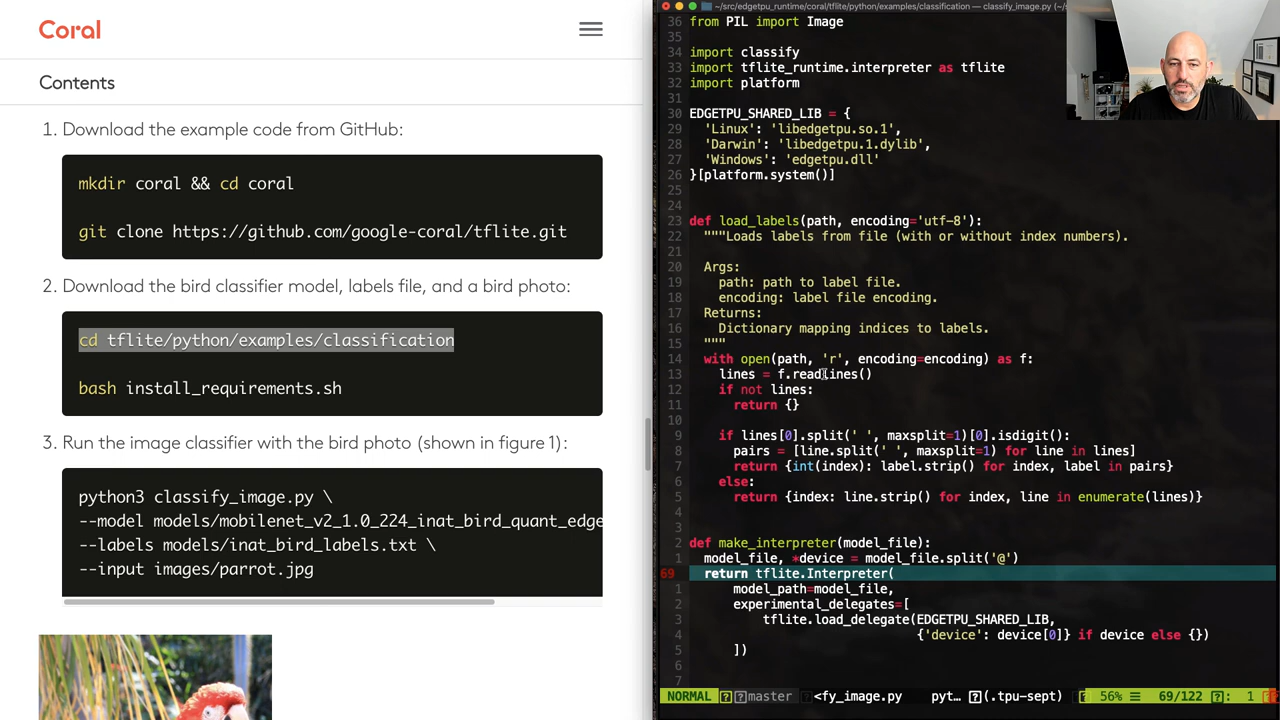 Coral
Contents
1. Download the example code from GitHub:
mkdir coral && cd coral
git clone https://github.com/google-coral/tflite.git
2. Download the bird classifier model, labels file, and a bird photo:
cd tflite/python/examples/classification
bash install_requirements.sh
3. Run the image classifier with the bird photo (shown in figure 1):
python3 classify_image.py \
--model models/mobilenet_v2_1.0_224_inat_bird_quant_edge
--labels models/inat_bird_labels.txt \
--input images/parrot.jpg
~/src/edgetpu_runtime/coral/tflite/python/examples/classification — classify_image.py (~/s
36 from PIL import Image
35
34 import classify
33 import tflite_runtime.interpreter as tflite
32 import platform
31
30 EDGETPU_SHARED_LIB = {
29 'Linux': 'libedgetpu.so.1',
28 'Darwin': 'libedgetpu.1.dylib',
27 'Windows': 'edgetpu.dll'
26 }[platform.system()]
25
24
23 def load_labels(path, encoding='utf-8'):
22 """Loads labels from file (with or without index numbers).
21
20 Args:
19 path: path to label file.
18 encoding: label file encoding.
17 Returns:
16 Dictionary mapping indices to labels.
15 """
14 with open(path, 'r', encoding=encoding) as f:
13 lines = f.readlines()
12 if not lines:
11 return {}
10
9 if lines[0].split(' ', maxsplit=1)[0].isdigit():
8 pairs = [line.split(' ', maxsplit=1) for line in lines]
7 return {int(index): label.strip() for index, label in pairs}
6 else:
5 return {index: line.strip() for index, line in enumerate(lines)}
4
3
2 def make_interpreter(model_file):
1 model_file, *device = model_file.split('@')
69 return tflite.Interpreter(
1 model_path=model_file,
2 experimental_delegates=[
3 tflite.load_delegate(EDGETPU_SHARED_LIB,
4 {'device': device[0]} if device else {})
5 ])
6
7
NORMAL master <fy_image.py pyt… (.tpu-sept) 56% ☰ 69/122 : 1